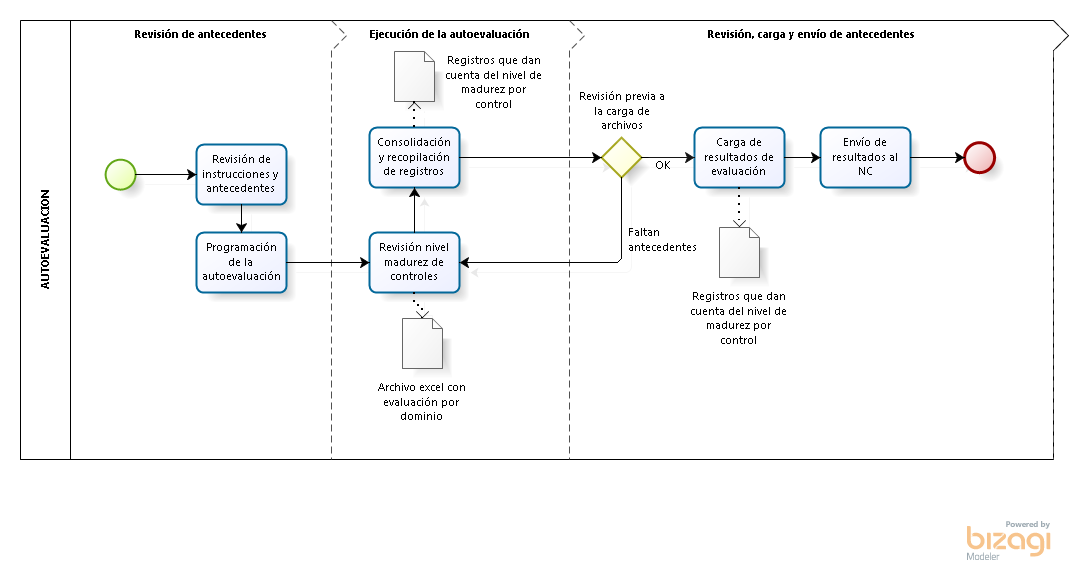 AUTOEVALUACION
Revisión de antecedentes
Revisión de
instrucciones y
antecedentes
Programación
de la
autoevaluación
Ejecución de la autoevaluación
Registros que dan
cuenta del nivel de
madurez por
control
Consolidación
y recopilación
de registros
Revisión nivel
madurez de
controles
Archivo excel con
evaluación por
dominio
Revisión, carga y envío de antecedentes
Revisión previa a
la carga de
archivos
OK
Faltan
antecedentes
Carga de
resultados de
evaluación
Registros que dan
cuenta del nivel de
madurez por
control
Envío de
resultados al
NC
Powered by
bizagi
Modeler